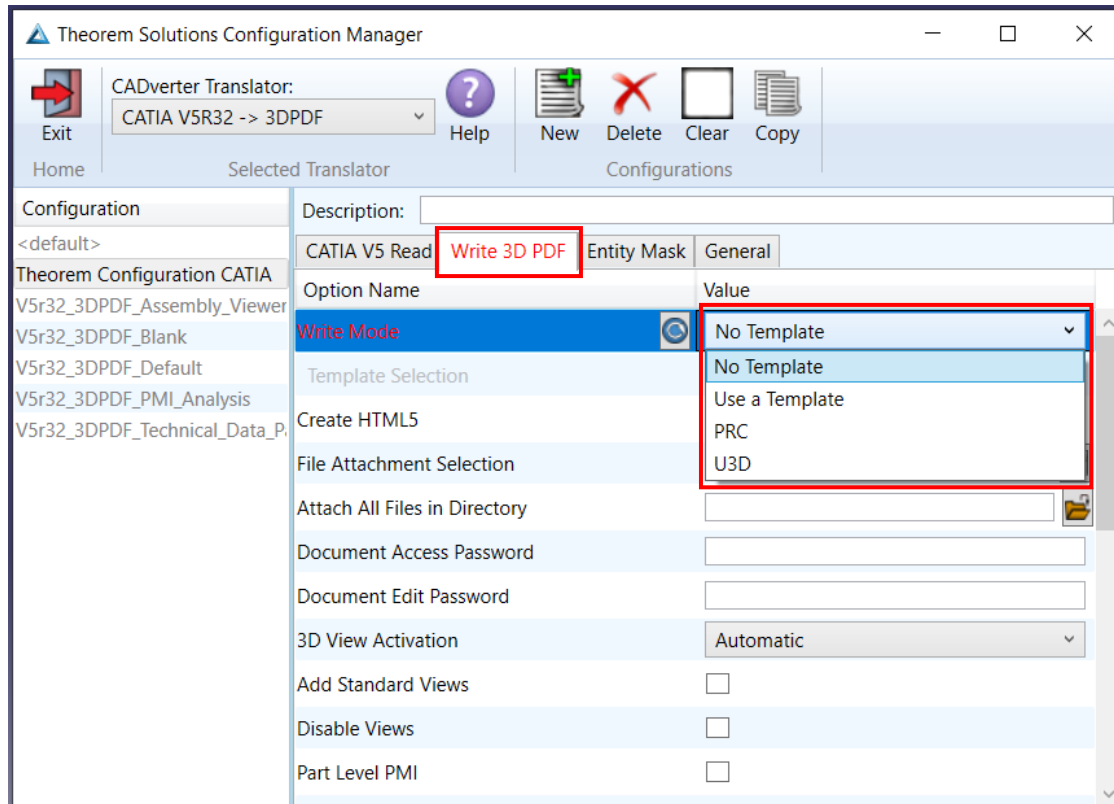 Theorem Solutions Configuration Manager
CADverter Translator:
CATIA V5R32 -> 3DPDF
Exit
Help
New
Delete
Clear
Copy
Home
Selected Translator
Configurations
Configuration
<default>
Theorem Configuration CATIA
V5r32_3DPDF_Assembly_Viewer
V5r32_3DPDF_Blank
V5r32_3DPDF_Default
V5r32_3DPDF_PMI_Analysis
V5r32_3DPDF_Technical_Data_P
Description:
CATIA V5 Read
Write 3D PDF
Entity Mask
General
Option Name
Value
Write Mode
No Template
No Template
Template Selection
Use a Template
Create HTML5
PRC
File Attachment Selection
U3D
Attach All Files in Directory
Document Access Password
Document Edit Password
3D View Activation
Automatic
Add Standard Views
Disable Views
Part Level PMI